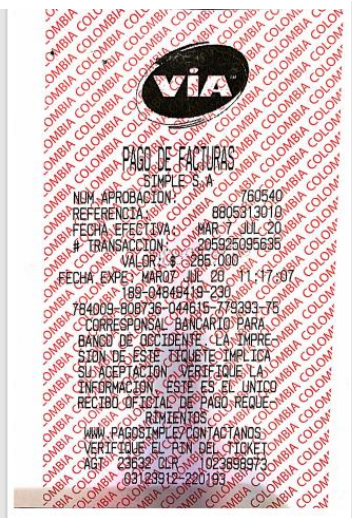 VIA
PAGO DE FACTURAS
SIMPLE S.A
NUM.APROBACION: 760540
REFERENCIA: 8805313010
FECHA EFECTIVA: MAR 7 JUL 20
# TRANSACCION: 205925095635
VALOR: $ 285.000
FECHA EXPE: MAR07 JUL 20 11:17:07
189-04849419-230
784009-808736-044615-779393-75
CORRESPONSAL BANCARIO PARA
BANCO DE OCCIDENTE. LA IMPRE-
SION DE ESTE TIQUETE IMPLICA
SU ACEPTACION, VERIFIQUE LA
INFORMACION, ESTE ES EL UNICO
RECIBO OFICIAL DE PAGO. REQUE-
RIMIENTOS
WWW.PAGOSIMPLE/CONTACTANOS
VERIFIQUE EL PIN DEL TICKET
AGT 23632 CLR 1023898973
03123912-220193